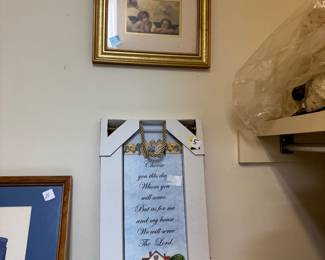 $5
Choose
you this day
Whom you
will serve
But as for me
and my house
We will serve
The Lord.